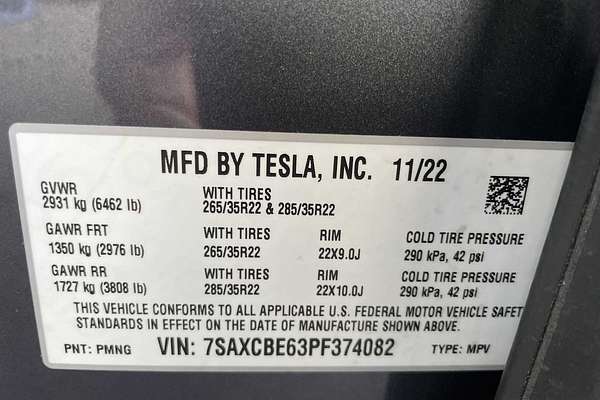 MFD BY TESLA, INC. 11/22
GVWR
2931 kg (6462 lb)
WITH TIRES
265/35R22 & 285/35R22
GAWR FRT
1350 kg (2976 lb)
WITH TIRES
265/35R22
RIM
22X9.0J
COLD TIRE PRESSURE
290 kPa, 42 psi
GAWR RR
1727 kg (3808 lb)
WITH TIRES
285/35R22
RIM
22X10.0J
COLD TIRE PRESSURE
290 kPa, 42 psi
THIS VEHICLE CONFORMS TO ALL APPLICABLE U.S. FEDERAL MOTOR VEHICLE SAFET
STANDARDS IN EFFECT ON THE DATE OF MANUFACTURE SHOWN ABOVE.
PNT: PMNG VIN: 7SAXCBE63PF374082 TYPE: MPV